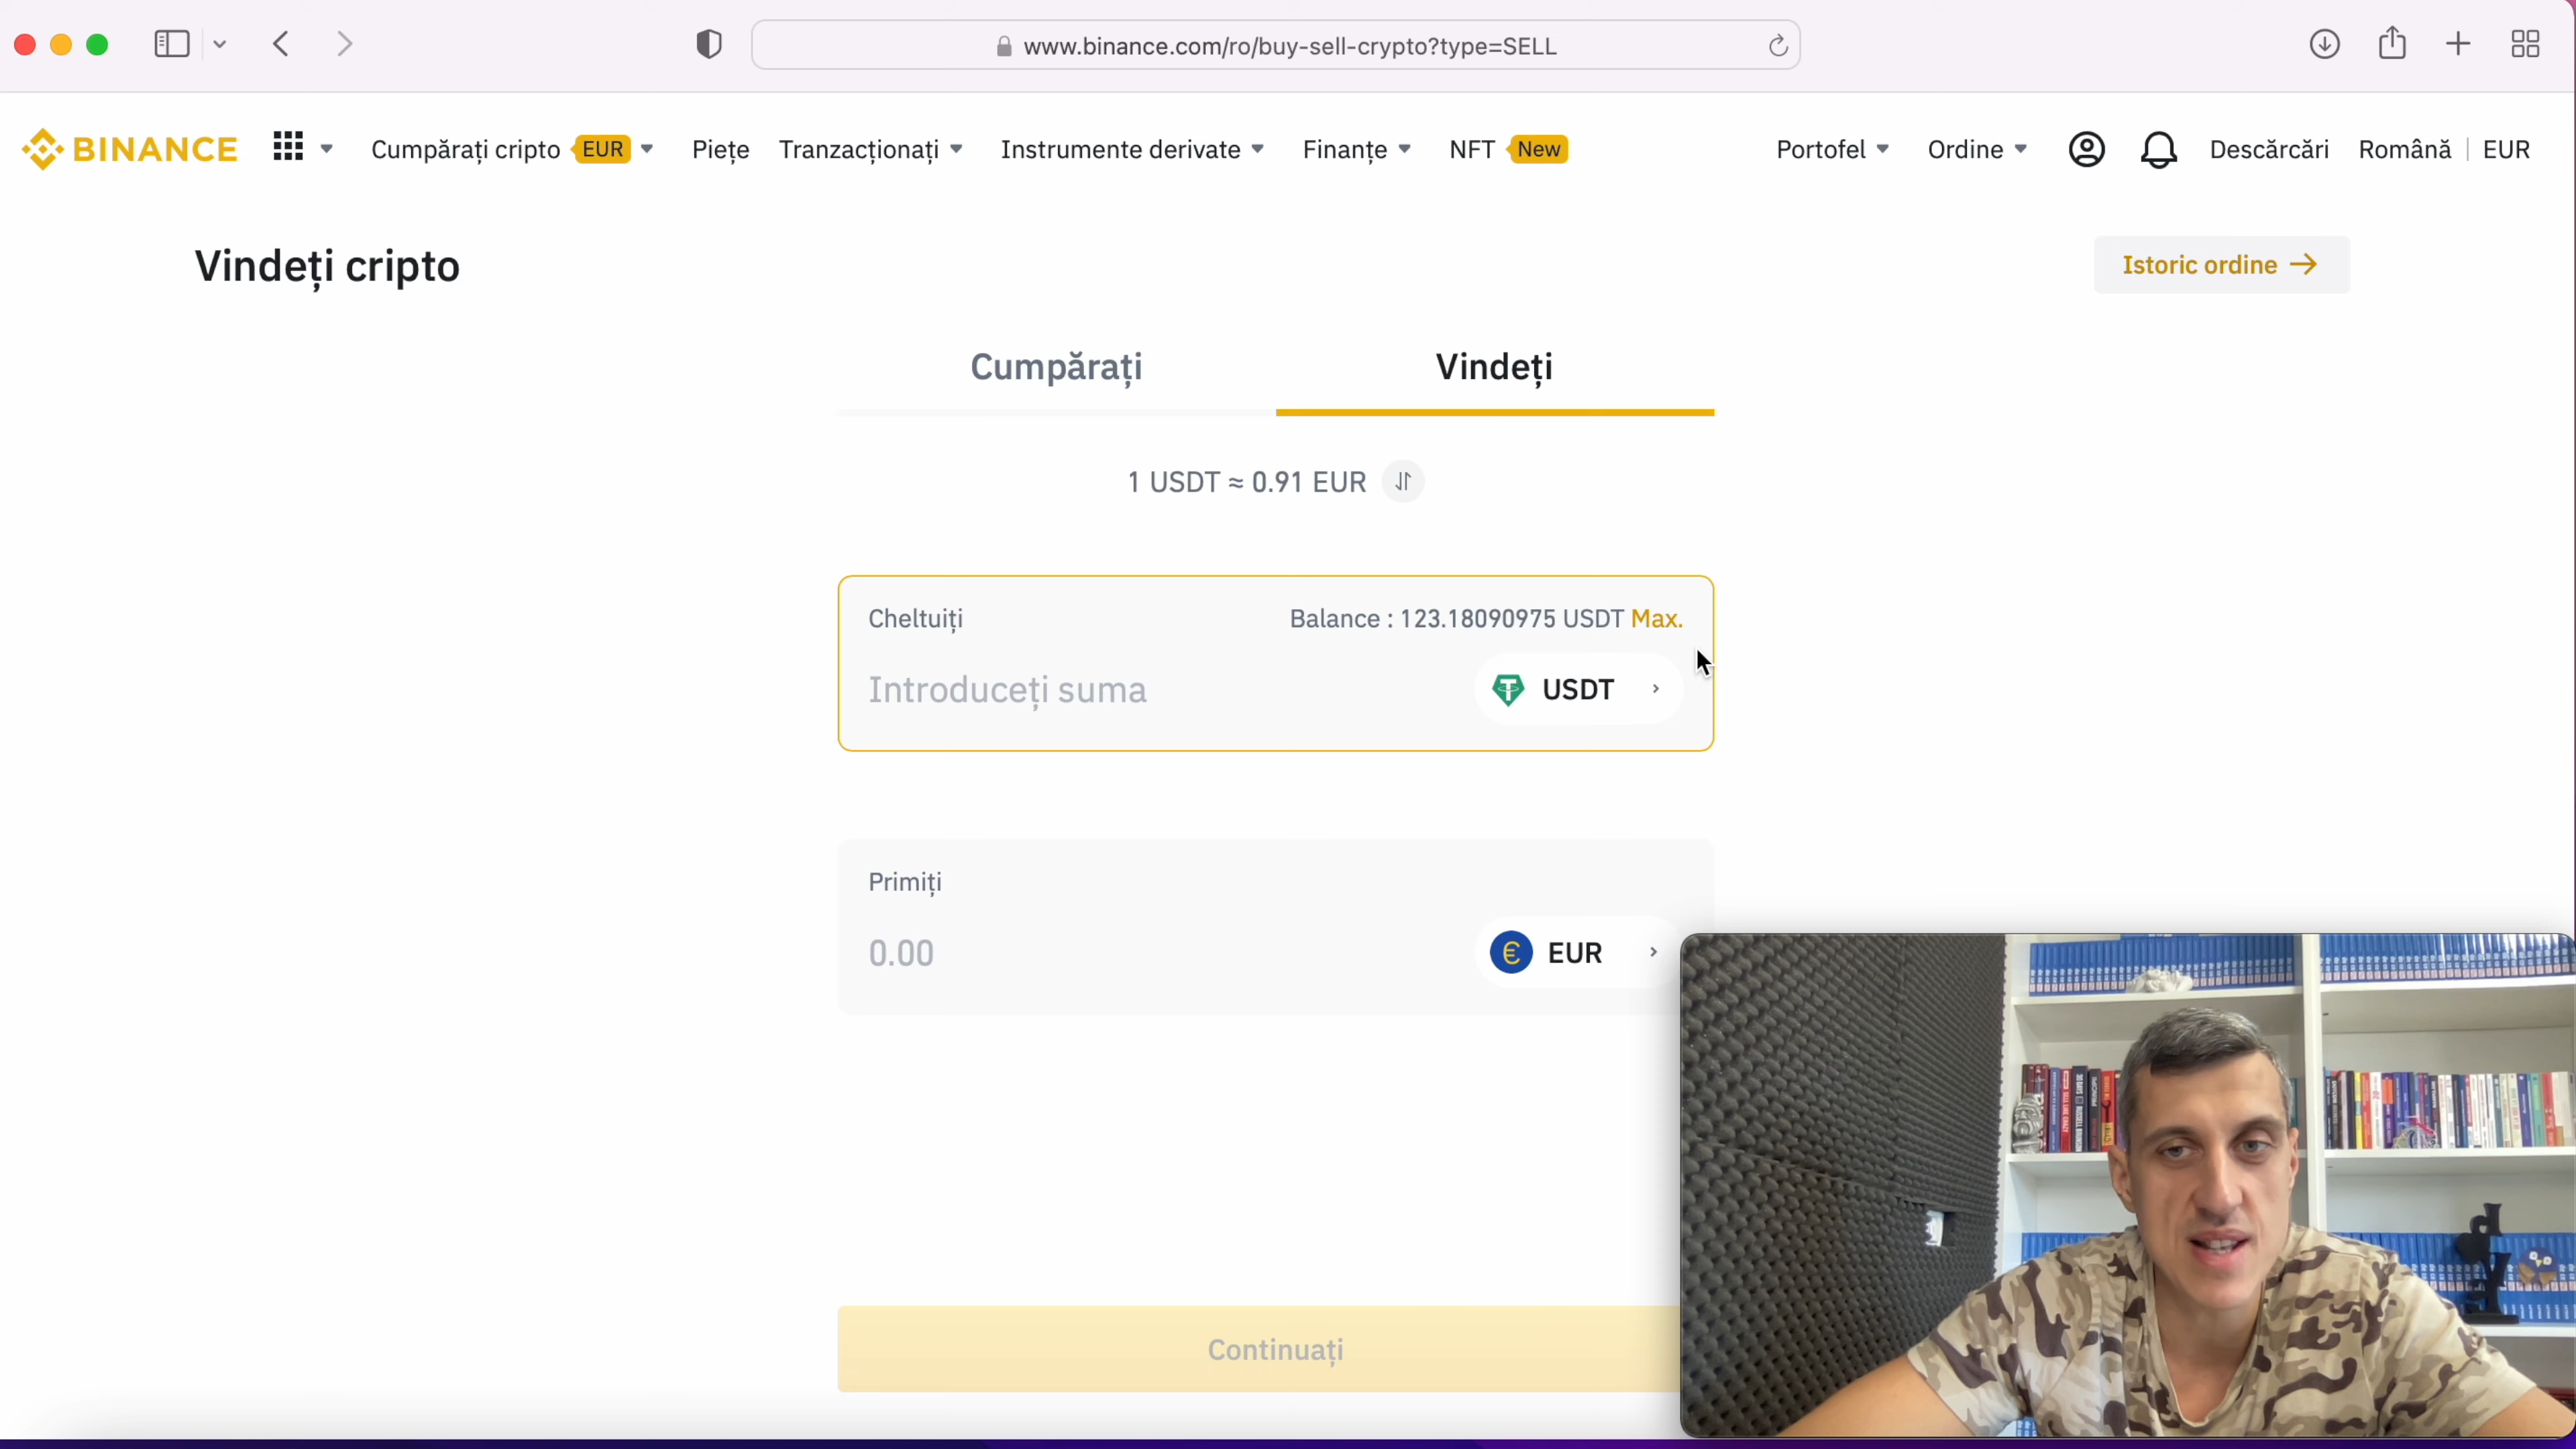 www.binance.com/ro/buy-sell-crypto?type=SELL
BINANCE Cumpărați cripto EUR Piețe Tranzacționați Instrumente derivate Finanțe NFT New Portofel Ordine Descărcări Română | EUR
Vindeți cripto
Istoric ordine →
Cumpărați Vindeți
1 USDT ≈ 0.91 EUR
Cheltuiți Balance : 123.18090975 USDT Max.
Introduceți suma USDT
Primiți
0.00 EUR
Continuați